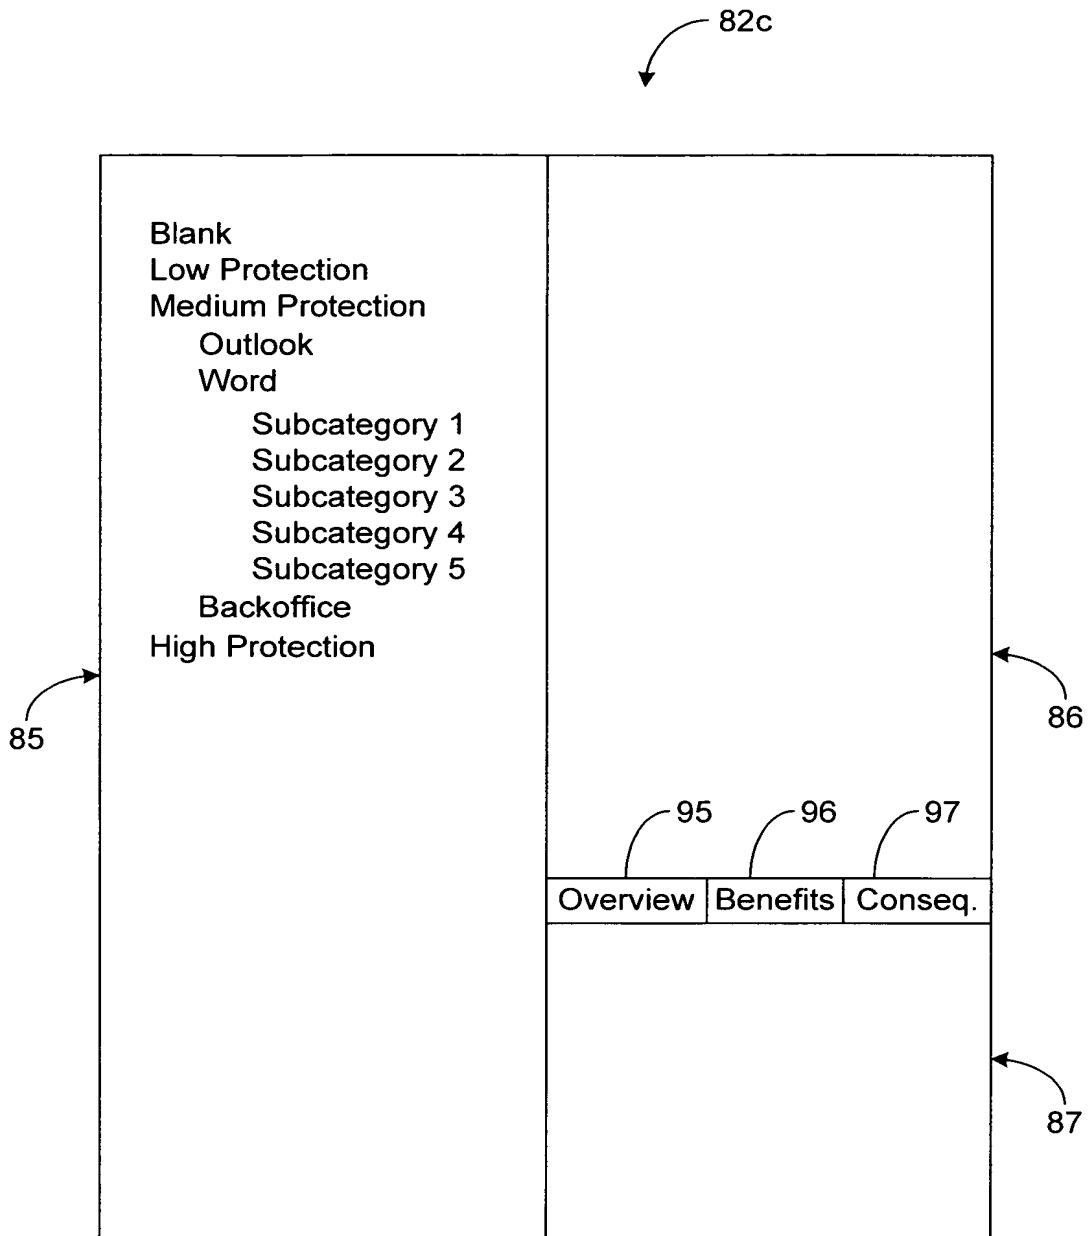 82c
Blank
Low Protection
Medium Protection
Outlook
Word
Subcategory 1
Subcategory 2
Subcategory 3
Subcategory 4
Subcategory 5
Backoffice
High Protection
85
86
95 96 97
Overview Benefits Conseq.
87